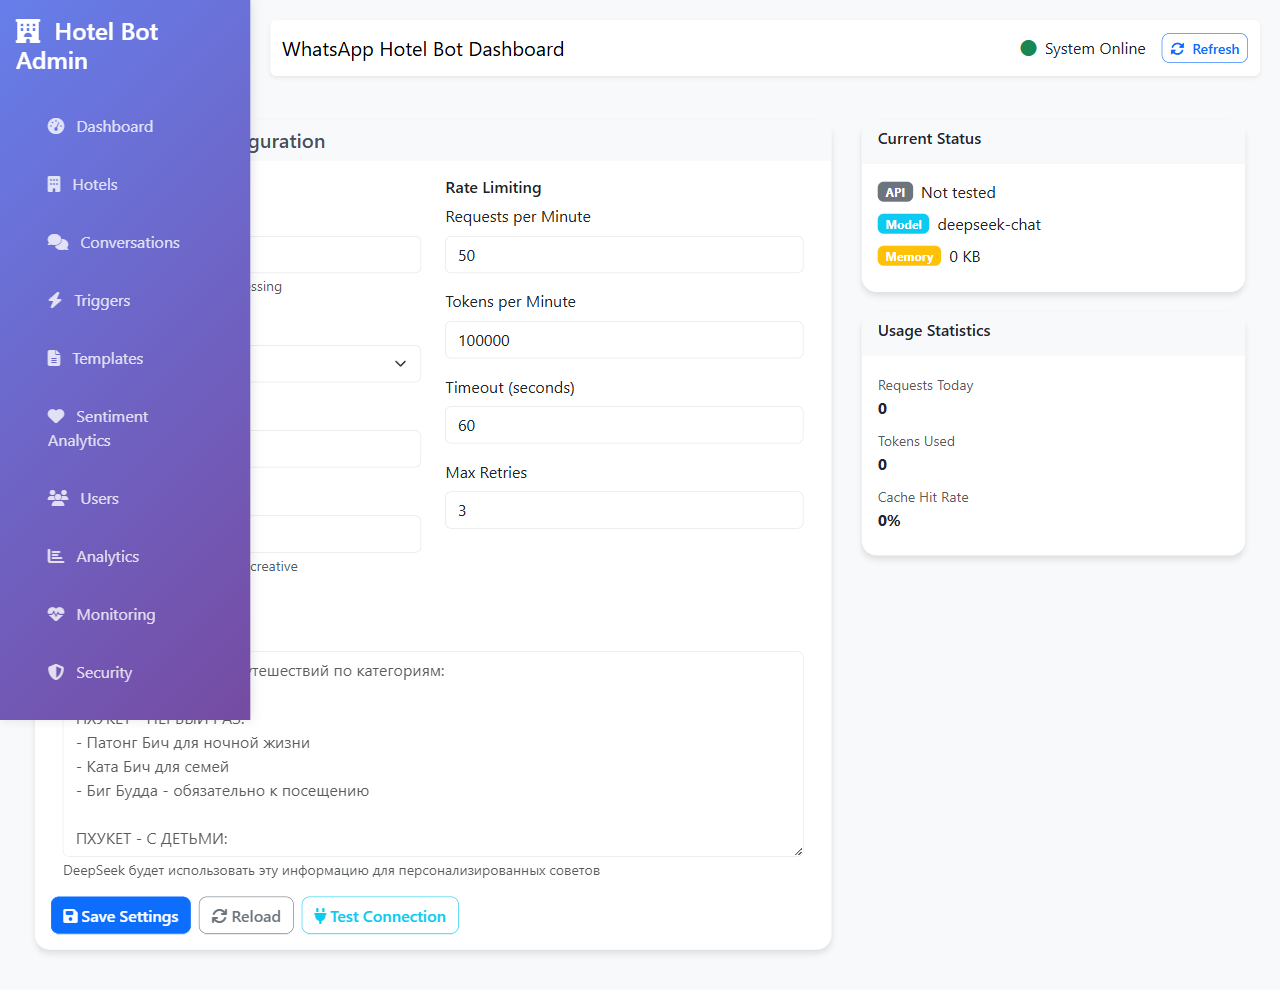 Hotel Bot
Admin
Dashboard
Hotels
Conversations
Triggers
Templates
Sentiment
Analytics
Users
Analytics
Monitoring
Security
WhatsApp Hotel Bot Dashboard
System Online
Refresh
guration
ssing
creative
Rate Limiting
Requests per Minute
50
Tokens per Minute
100000
Timeout (seconds)
60
Max Retries
3
утешествий по категориям:
ПХУКЕТ - ПЕРВЫЙ РАЗ:
- Патонг Бич для ночной жизни
- Ката Бич для семей
- Биг Будда - обязательно к посещению
ПХУКЕТ - С ДЕТЬМИ:
DeepSeek будет использовать эту информацию для персонализированных советов
Save Settings
Reload
Test Connection
Current Status
API Not tested
Model deepseek-chat
Memory 0 KB
Usage Statistics
Requests Today
0
Tokens Used
0
Cache Hit Rate
0%